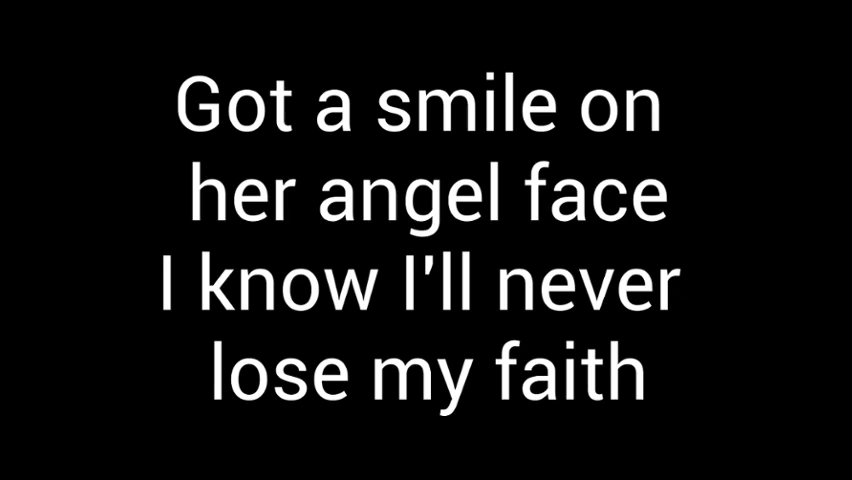 Got a smile on
her angel face
I know I'll never
lose my faith